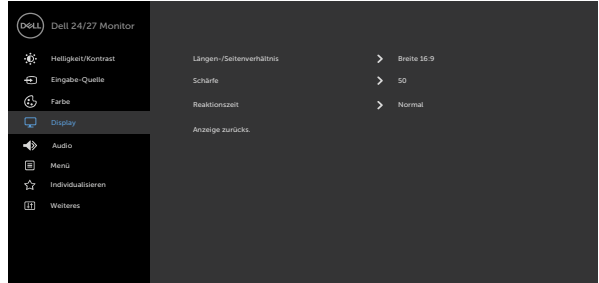 DELL Dell 24/27 Monitor
Helligkeit/Kontrast
Eingabe-Quelle
Farbe
Display
Audio
Menü
Individualisieren
Weiteres
Längen-/Seitenverhältnis Breite 16:9
Schärfe 50
Reaktionszeit Normal
Anzeige zurücks.